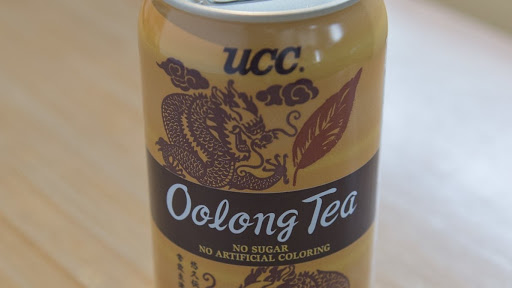 UCC
Oolong Tea
NO SUGAR
NO ARTIFICIAL COLORING